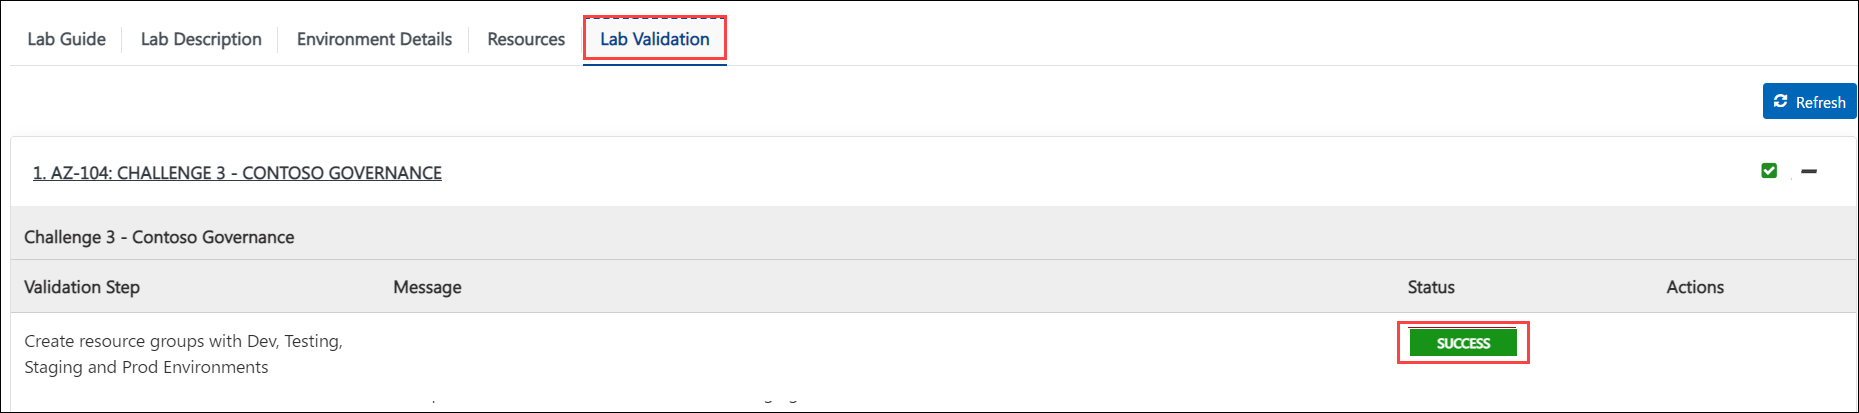 Lab Guide Lab Description Environment Details Resources Lab Validation
Refresh
1. AZ-104: CHALLENGE 3 - CONTOSO GOVERNANCE
Challenge 3 - Contoso Governance
Validation Step Message Status Actions
Create resource groups with Dev, Testing, SUCCESS
Staging and Prod Environments